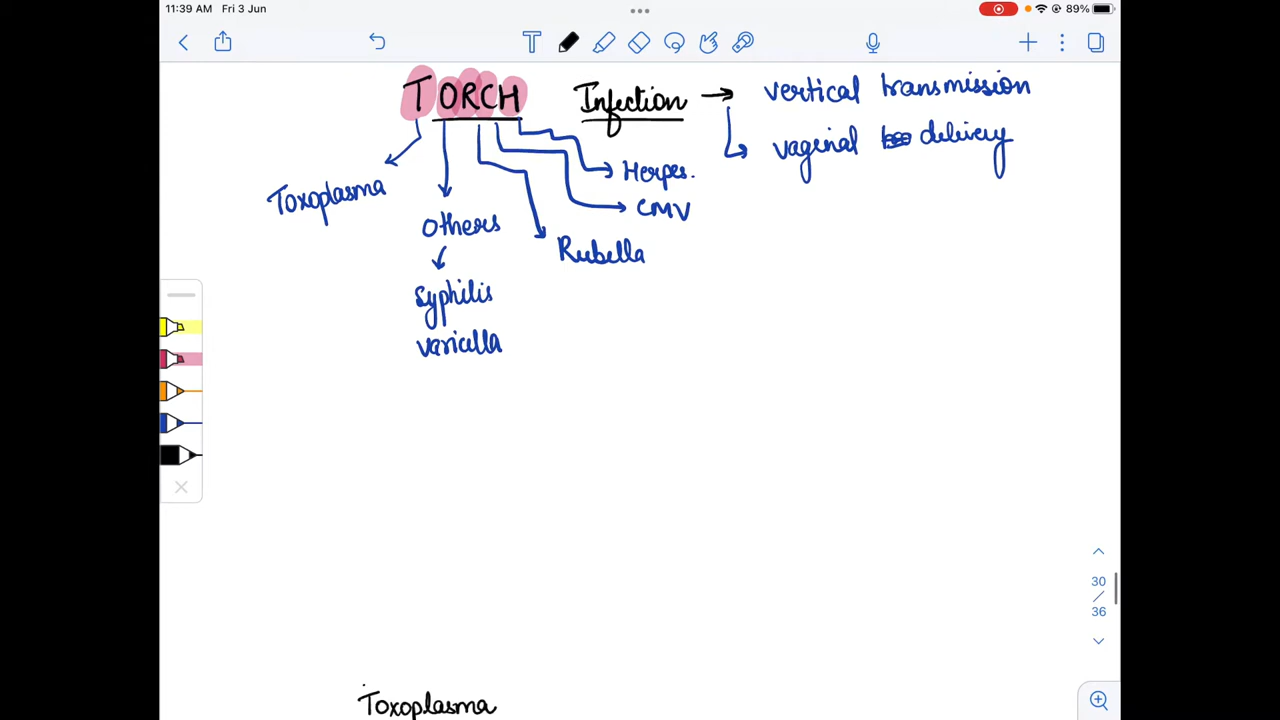 11:39 AM Fri 3 Jun
89%
TORCH Infection → vertical transmission
vaginal delivery
Herpes.
Toxoplasma
CMV
others
Rubella
syphilis
varicella
30
/
36
Toxoplasma